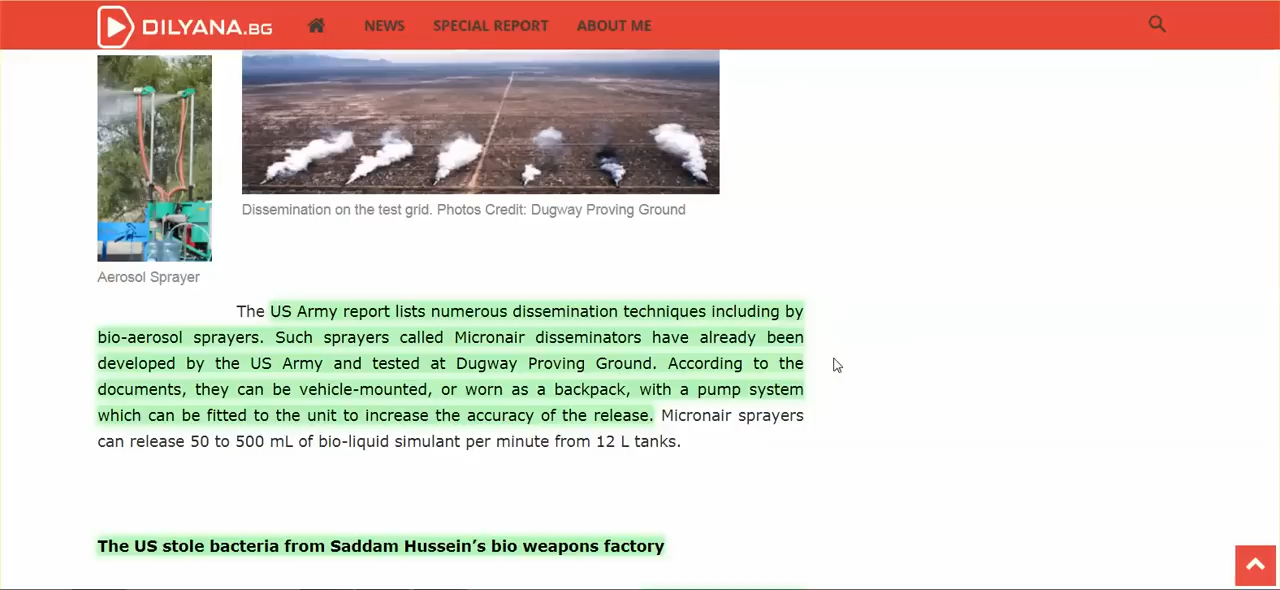 DILYANA.BG NEWS SPECIAL REPORT ABOUT ME
Dissemination on the test grid. Photos Credit: Dugway Proving Ground
Aerosol Sprayer
The US Army report lists numerous dissemination techniques including by
bio-aerosol sprayers. Such sprayers called Micronair disseminators have already been
developed by the US Army and tested at Dugway Proving Ground. According to the
documents, they can be vehicle-mounted, or worn as a backpack, with a pump system
which can be fitted to the unit to increase the accuracy of the release. Micronair sprayers
can release 50 to 500 mL of bio-liquid simulant per minute from 12 L tanks.
The US stole bacteria from Saddam Hussein’s bio weapons factory